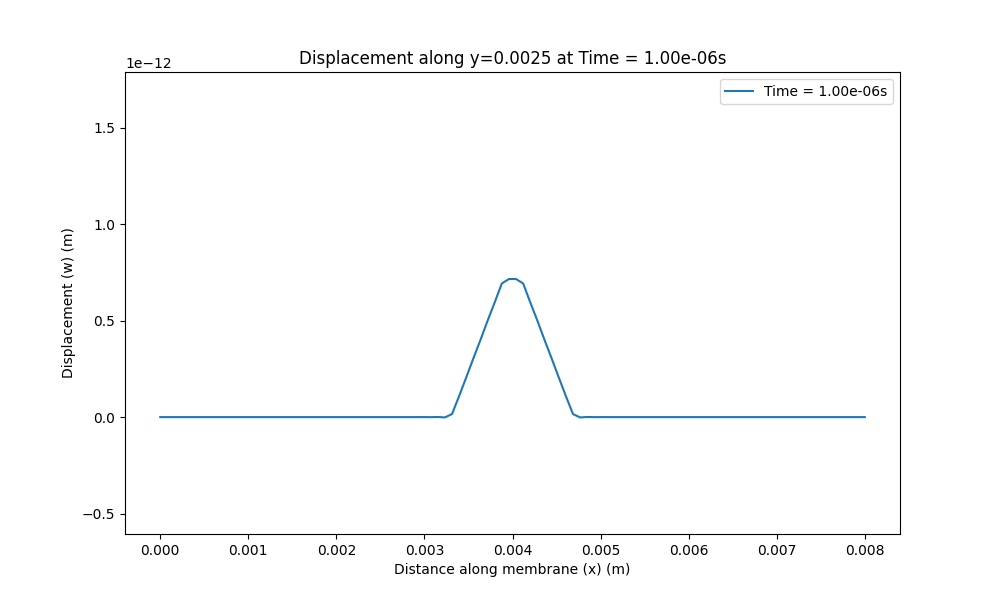 Displacement along y=0.0025 at Time = 1.00e-06s
1e−12
Time = 1.00e-06s
1.5
1.0
0.5
0.0
−0.5
Displacement (w) (m)
0.000 0.001 0.002 0.003 0.004 0.005 0.006 0.007 0.008
Distance along membrane (x) (m)